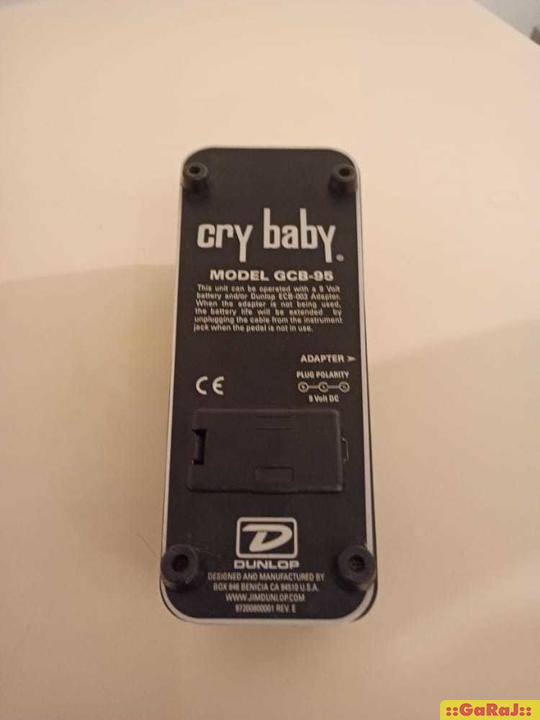 cry baby®
MODEL GCB-95
This unit can be operated with a 9 Volt
battery and/or Dunlop ECB-003 Adapter.
When the adapter is not being used,
the battery life will be extended by
unplugging the cable from the instrument
jack when the pedal is not in use.
ADAPTER >
PLUG POLARITY
9 Volt DC
CE
D
DUNLOP
DESIGNED AND MANUFACTURED BY
BOX 846 BENICIA CA 94510 U.S.A.
WWW.JIMDUNLOP.COM
97200800001 REV. E
::GaRaJ::